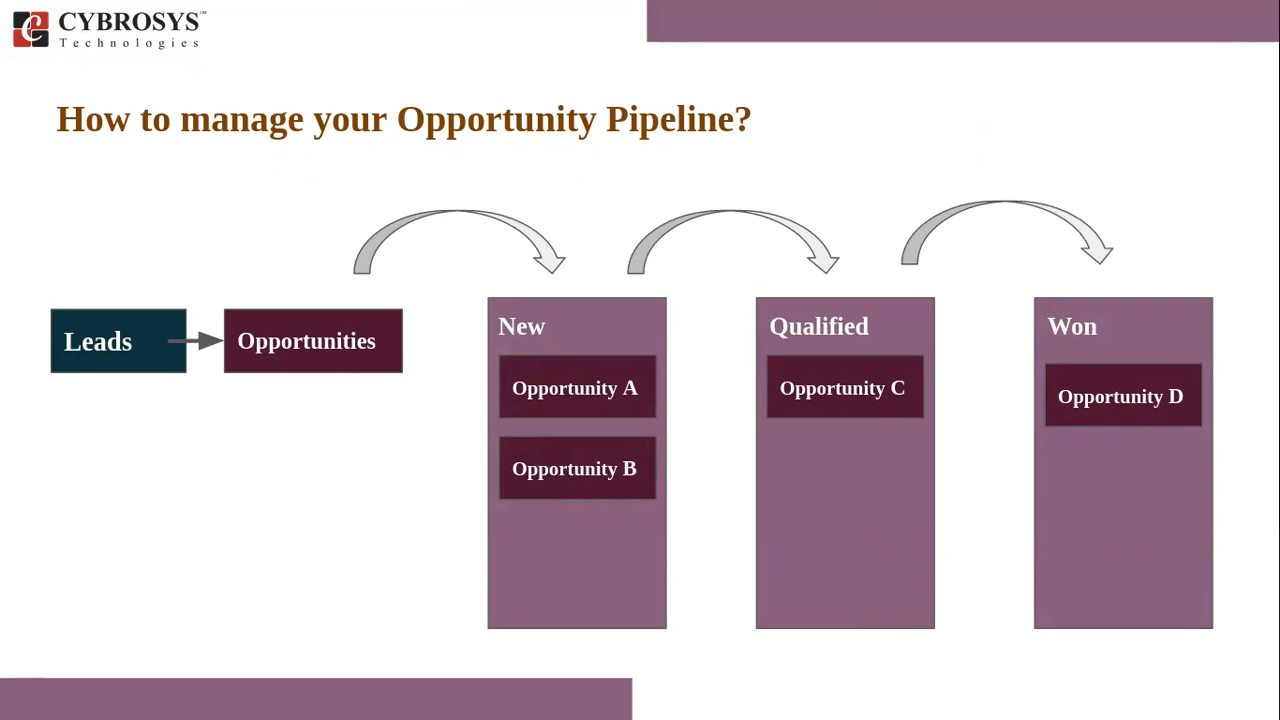 CYBROSYS™
Technologies
How to manage your Opportunity Pipeline?
Leads
Opportunities
New
Opportunity A
Opportunity B
Qualified
Opportunity C
Won
Opportunity D